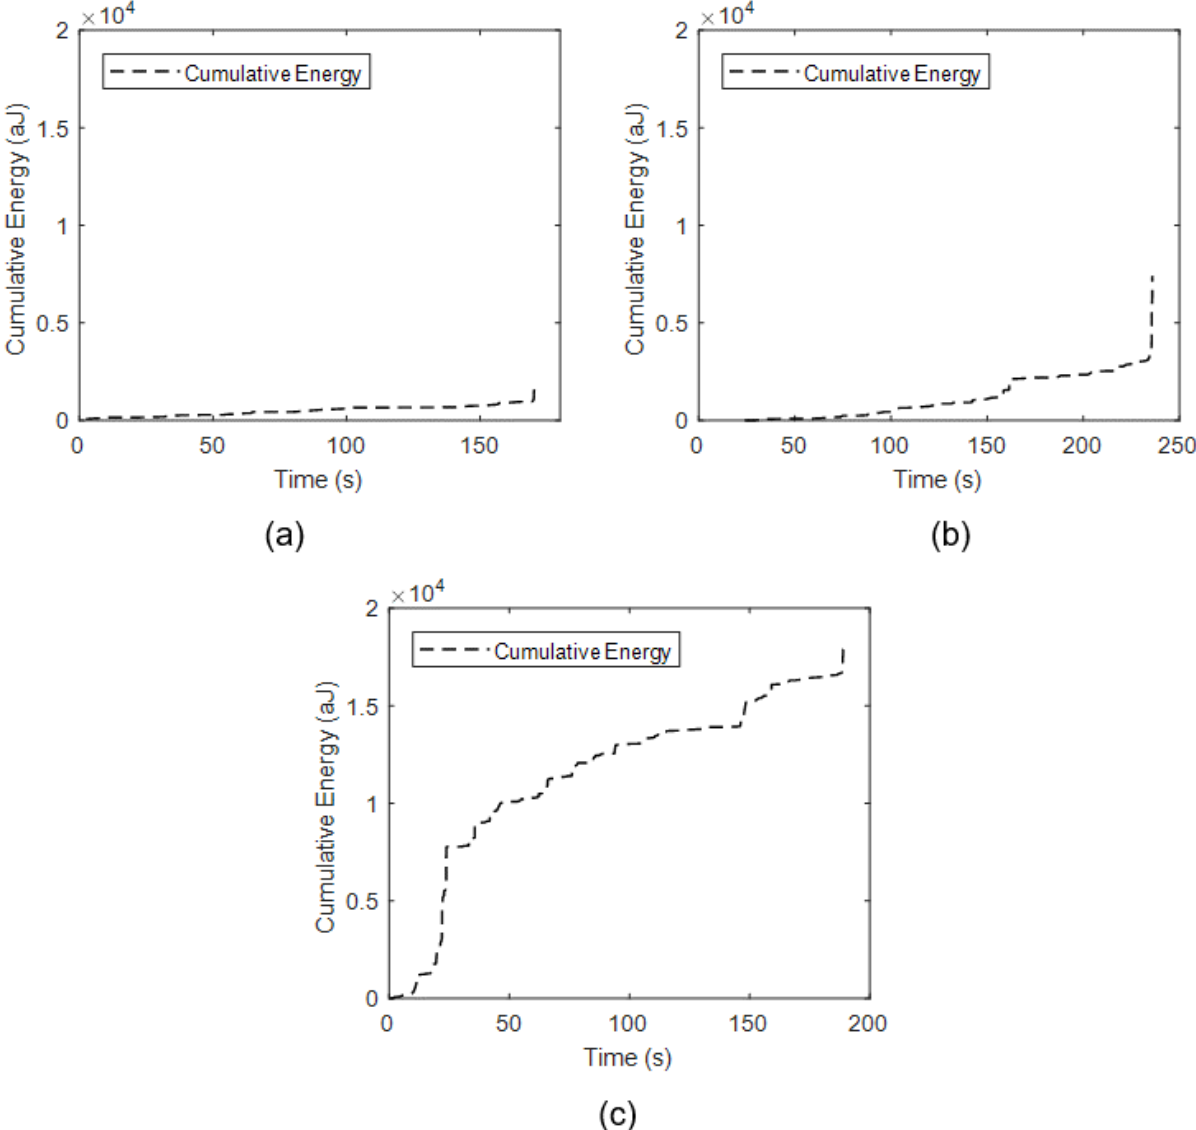 ×10⁴
2
Cumulative Energy
1.5
1
0.5
0
Cumulative Energy (aJ)
0 50 100 150
Time (s)
(a)
×10⁴
2
Cumulative Energy
1.5
1
0.5
0
Cumulative Energy (aJ)
0 50 100 150 200 250
Time (s)
(b)
×10⁴
2
Cumulative Energy
1.5
1
0.5
0
Cumulative Energy (aJ)
0 50 100 150 200
Time (s)
(c)